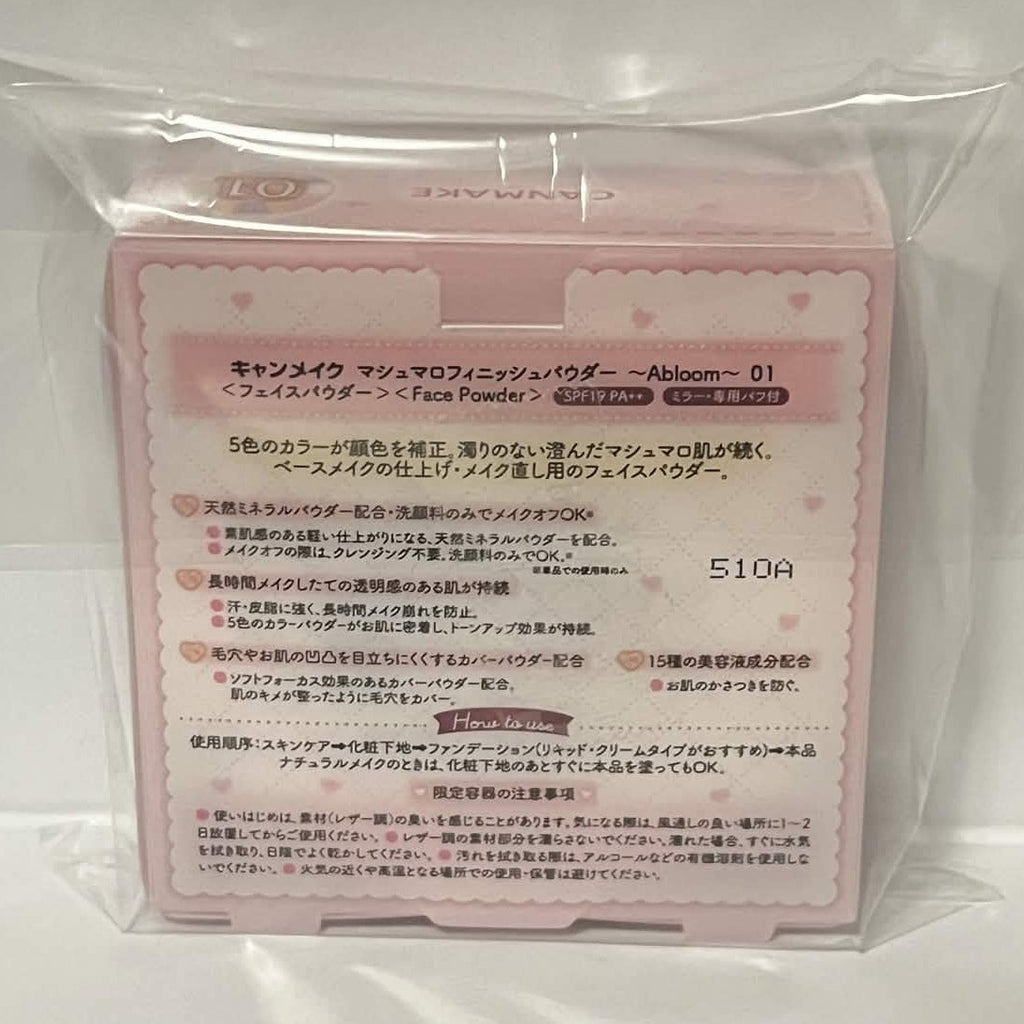 01 CANMAKE
キャンメイク マシュマロフィニッシュパウダー ～Abloom～ 01
＜フェイスパウダー＞＜Face Powder＞ SPF19 PA++ ミラー・専用パフ付
5色のカラーが顔色を補正。濁りのない澄んだマシュマロ肌が続く。
ベースメイクの仕上げ・メイク直し用のフェイスパウダー。
天然ミネラルパウダー配合・洗顔料のみでメイクオフOK※
●素肌感のある軽い仕上がりになる、天然ミネラルパウダーを配合。
●メイクオフの際は、クレンジング不要。洗顔料のみでOK。※
※単品での使用時のみ
510A
長時間メイクしたての透明感のある肌が持続
●汗・皮脂に強く、長時間メイク崩れを防止。
●5色のカラーパウダーがお肌に密着し、トーンアップ効果が持続。
毛穴やお肌の凹凸を目立ちにくくするカバーパウダー配合
●ソフトフォーカス効果のあるカバーパウダー配合。
肌のキメが整ったように毛穴をカバー。
15種の美容液成分配合
●お肌のかさつきを防ぐ。
How to use
使用順序：スキンケア➡化粧下地➡ファンデーション(リキッド・クリームタイプがおすすめ)➡本品
ナチュラルメイクのときは、化粧下地のあとすぐに本品を塗ってもOK。
限定容器の注意事項
●使いはじめは、素材(レザー調)の臭いを感じることがあります。気になる際は、風通しの良い場所に1～2
日放置してからご使用ください。●レザー調の素材部分を濡らさないでください。濡れた場合、すぐに水気
を拭き取り、日陰でよく乾かしてください。●汚れを拭き取る際は、アルコールなどの有機溶剤を使用しな
いでください。●火気の近くや高温となる場所での使用・保管は避けてください。